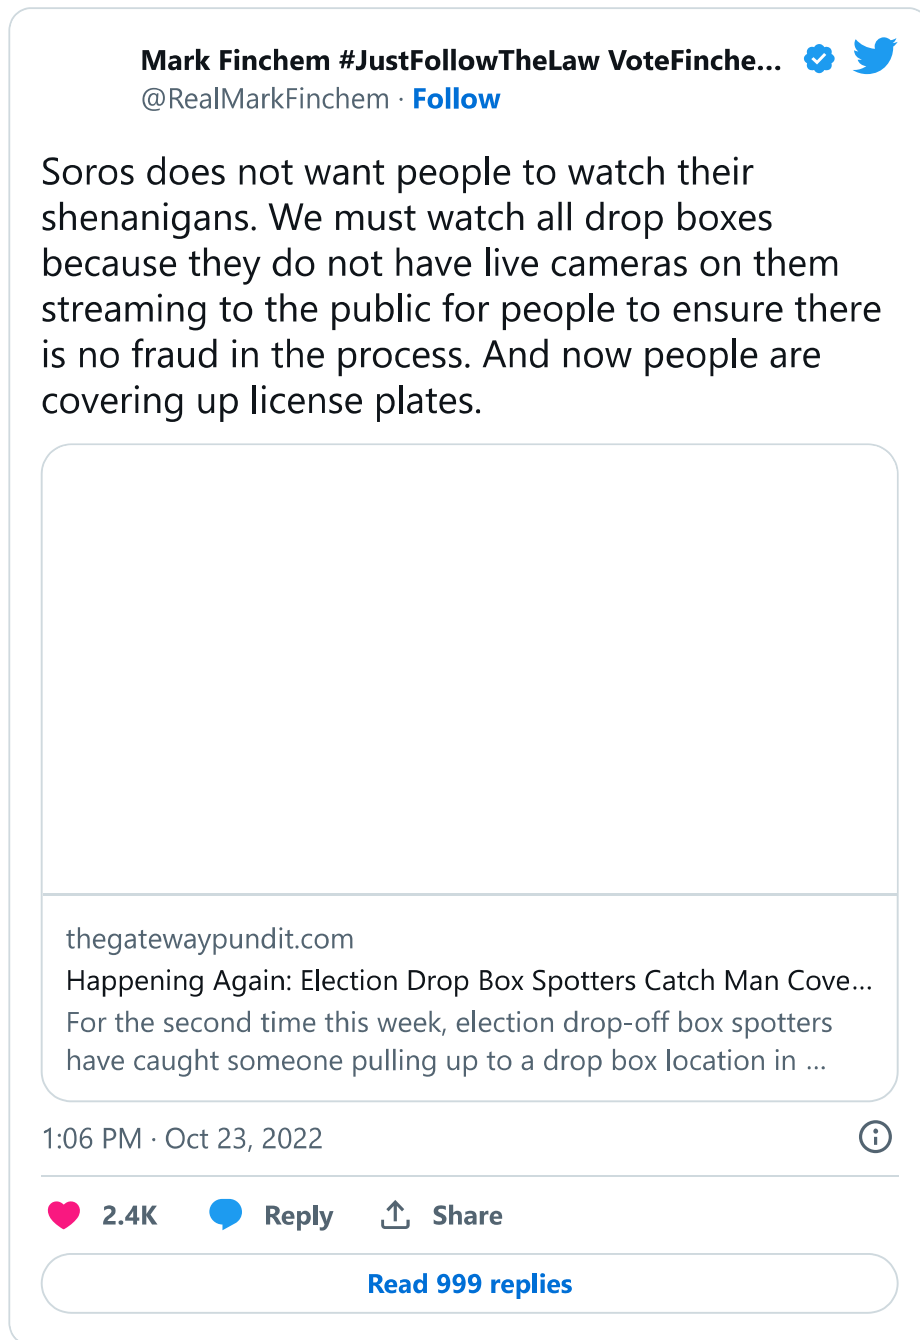 Mark Finchem #JustFollowTheLaw VoteFinche...
@RealMarkFinchem · Follow
Soros does not want people to watch their
shenanigans. We must watch all drop boxes
because they do not have live cameras on them
streaming to the public for people to ensure there
is no fraud in the process. And now people are
covering up license plates.
thegatewaypundit.com
Happening Again: Election Drop Box Spotters Catch Man Cove...
For the second time this week, election drop-off box spotters
have caught someone pulling up to a drop box location in ...
1:06 PM · Oct 23, 2022
2.4K Reply Share
Read 999 replies